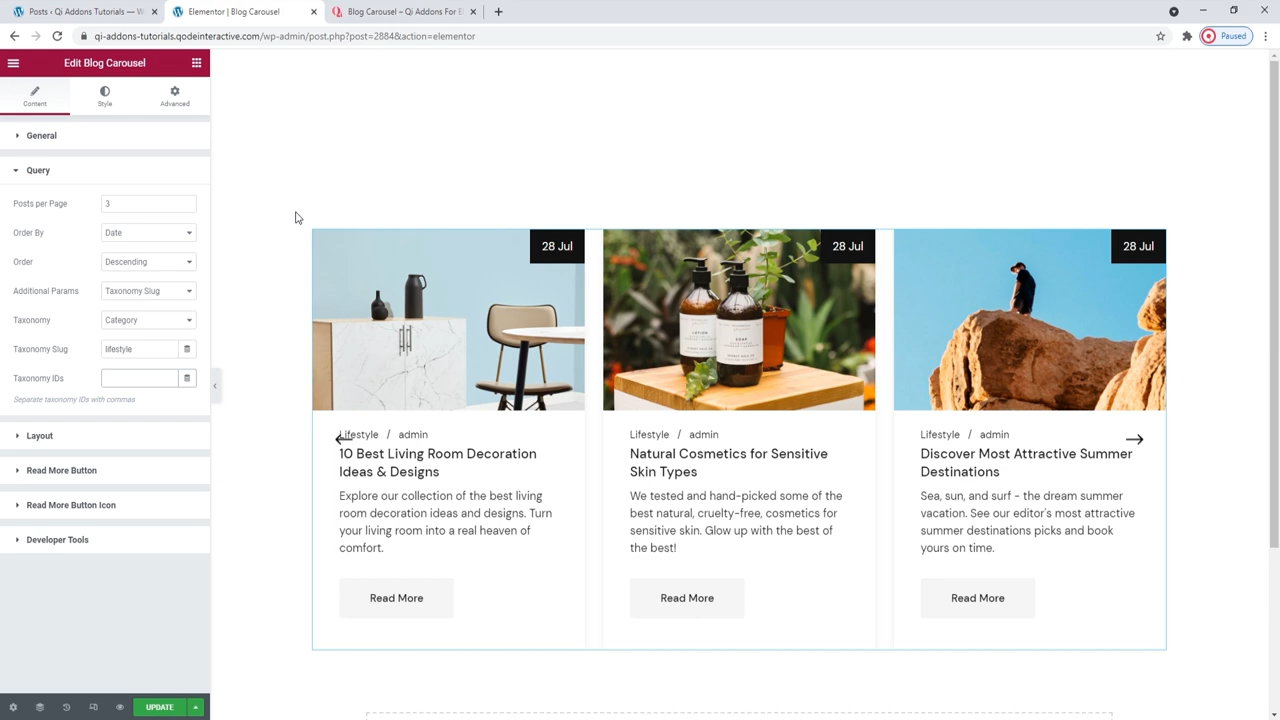 Posts ‹ Qi Addons Tutorials — W
Elementor | Blog Carousel
Blog Carousel – Qi Addons For El
qi-addons-tutorials.qodeinteractive.com/wp-admin/post.php?post=2884&action=elementor
Paused
Edit Blog Carousel
Content
Style
Advanced
General
Query
Posts per Page
3
Order By
Date
Order
Descending
Additional Params
Taxonomy Slug
Taxonomy
Category
Taxonomy Slug
lifestyle
Taxonomy IDs
Separate taxonomy IDs with commas
Layout
Read More Button
Read More Button Icon
Developer Tools
UPDATE
28 Jul
Lifestyle / admin
10 Best Living Room Decoration
Ideas & Designs
Explore our collection of the best living
room decoration ideas and designs. Turn
your living room into a real heaven of
comfort.
Read More
28 Jul
LOTION
SOAP
Lifestyle / admin
Natural Cosmetics for Sensitive
Skin Types
We tested and hand-picked some of the
best natural, cruelty-free, cosmetics for
sensitive skin. Glow up with the best of
the best!
Read More
28 Jul
Lifestyle / admin
Discover Most Attractive Summer
Destinations
Sea, sun, and surf - the dream summer
vacation. See our editor's most attractive
summer destinations picks and book
yours on time.
Read More